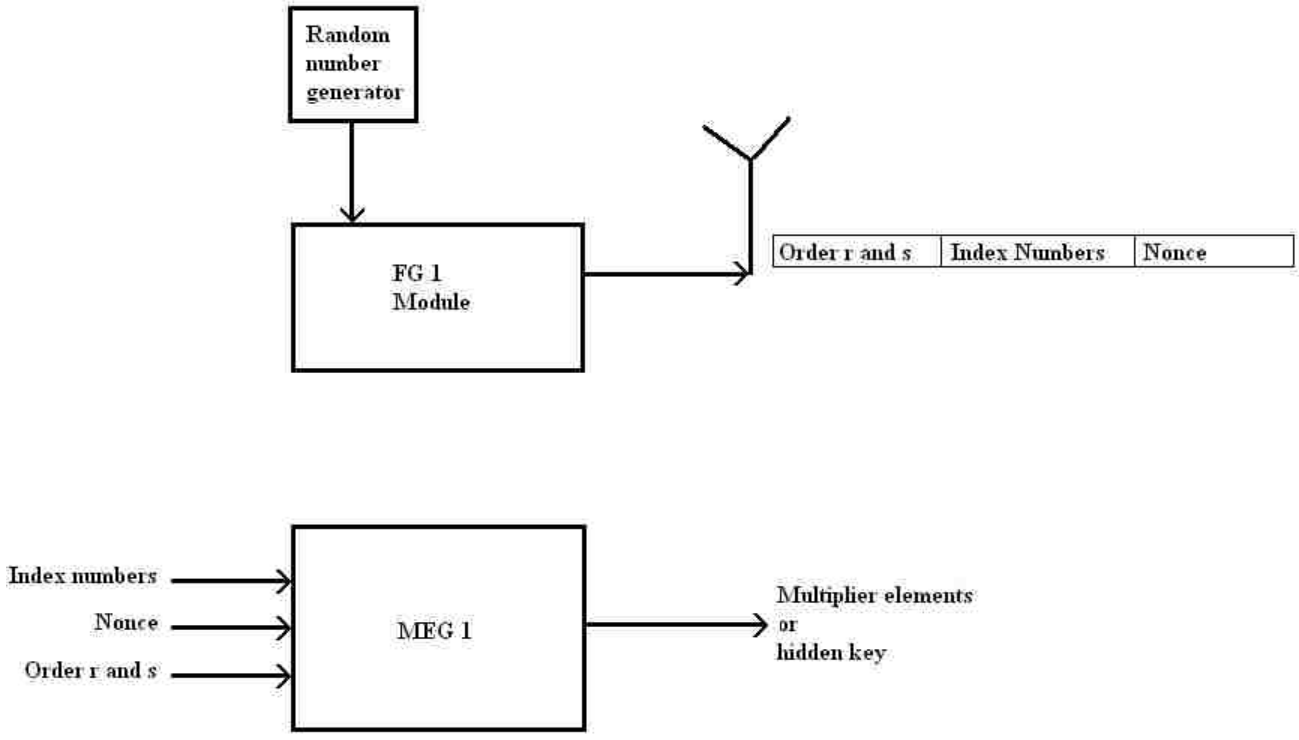 Random
number
generator
FG 1
Module
Order r and s Index Numbers Nonce
Index numbers
Nonce
Order r and s
MEG 1
Multiplier elements
or
hidden key